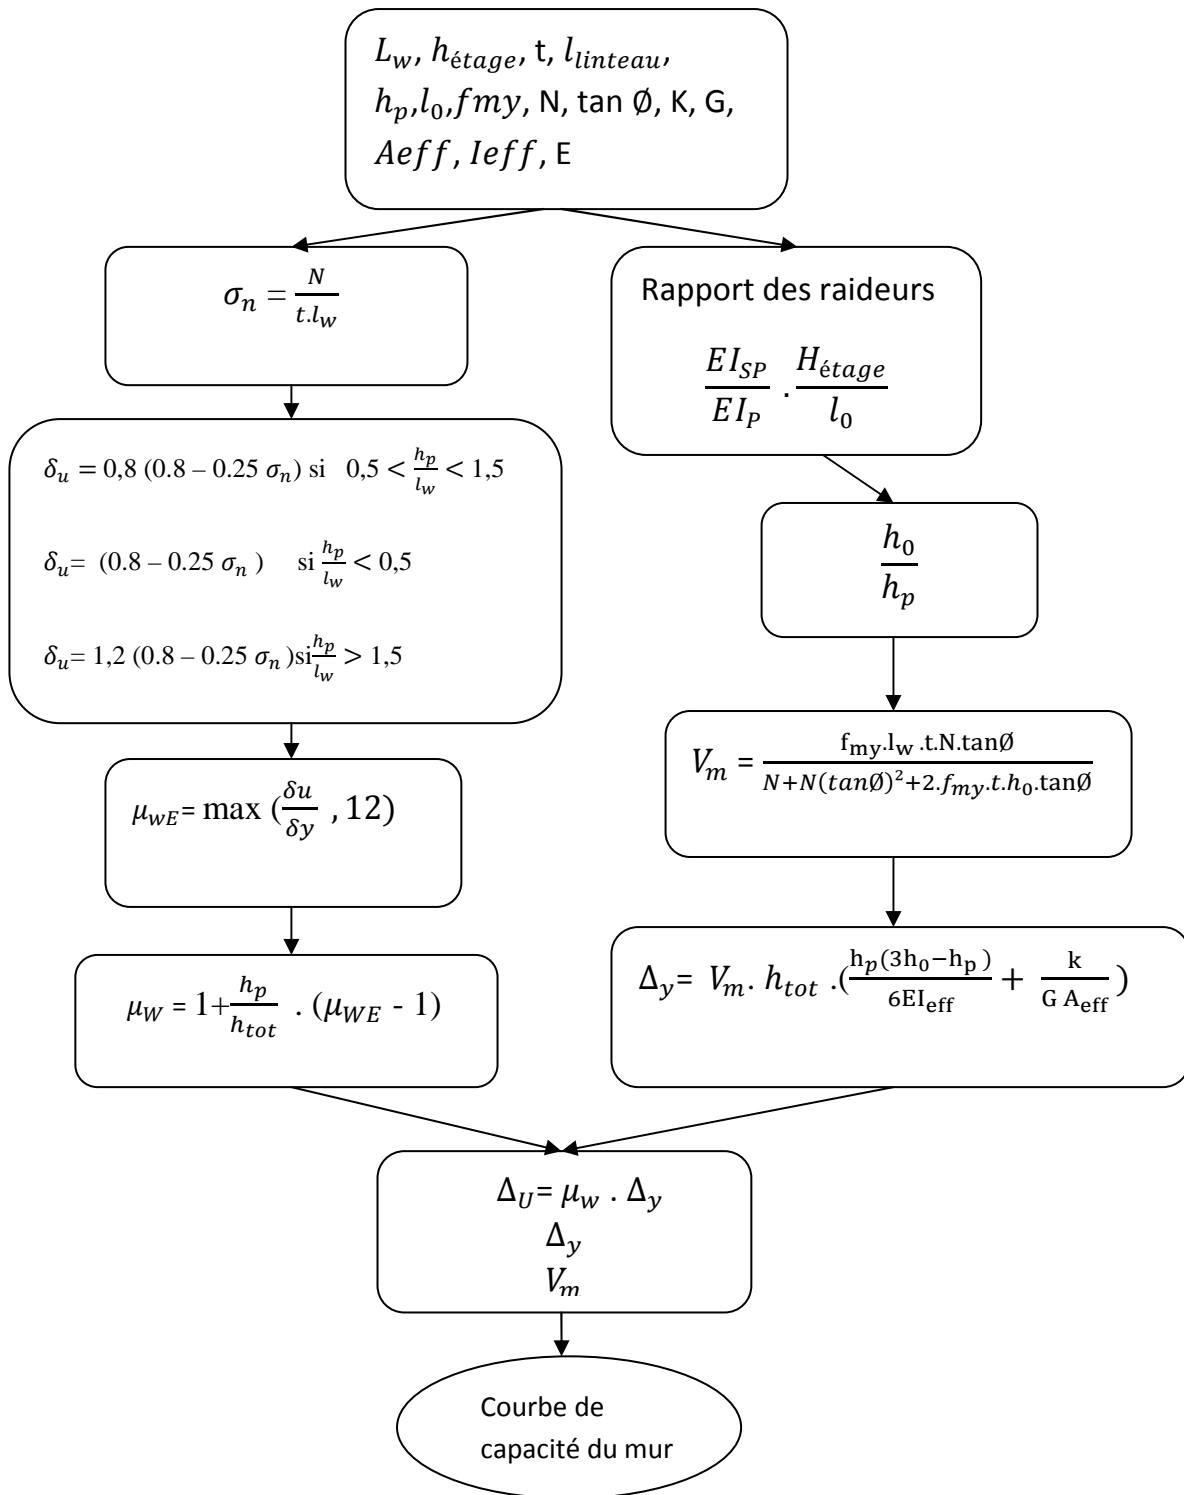 L_w, h_étage, t, l_linteau,
h_p,l_0,fmy, N, tan Ø, K, G,
Aeff, Ieff, E
σ_n = N/(t.l_w)
Rapport des raideurs
EI_SP/EI_P . H_étage/l_0
δ_u = 0,8 (0.8 – 0.25 σ_n) si 0,5 < h_p/l_w < 1,5
δ_u= (0.8 – 0.25 σ_n ) si h_p/l_w < 0,5
δ_u= 1,2 (0.8 – 0.25 σ_n )si h_p/l_w > 1,5
h_0/h_p
V_m = (f_my.l_w .t.N.tanØ)/(N+N(tanØ)²+2.f_my.t.h_0.tanØ)
μ_wE= max (δu/δy , 12)
Δ_y= V_m. h_tot .(h_p(3h_0−h_p)/6EI_eff + k/G A_eff )
μ_W = 1+h_p/h_tot . (μ_WE - 1)
Δ_U= μ_w . Δ_y
Δ_y
V_m
Courbe de
capacité du mur